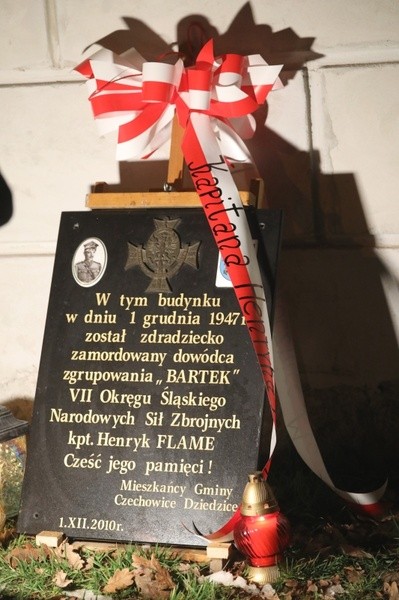 Kapitana
W tym budynku
w dniu 1 grudnia 1947r
został zdradziecko
zamordowany dowódca
zgrupowania „BARTEK"
VII Okręgu Śląskiego
Narodowych Sił Zbrojnych
kpt. Henryk FLAME
Cześć jego pamięci !
Mieszkańcy Gminy
Czechowice Dziedzice
1.XII.2010r.